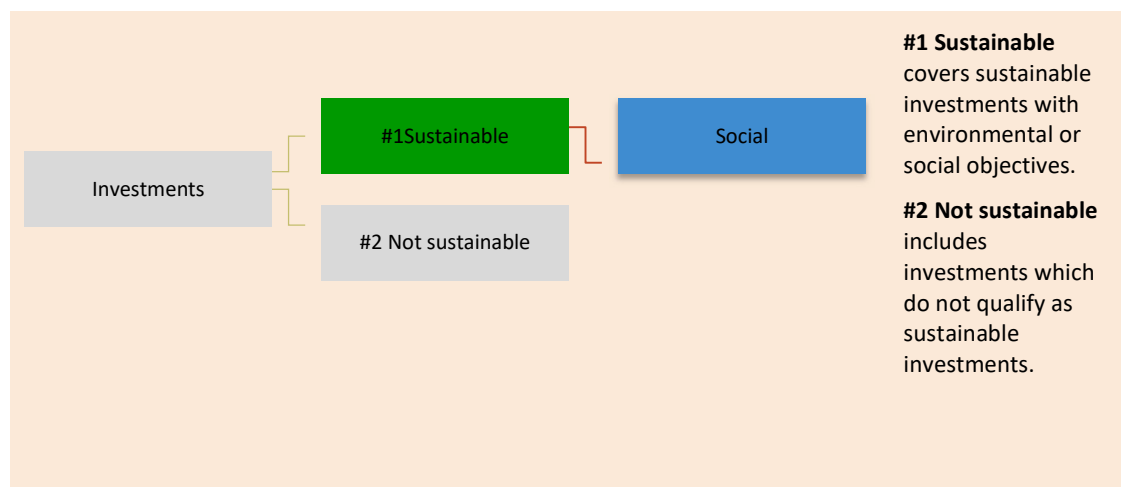 #1Sustainable
Social
Investments
#2 Not sustainable
#1 Sustainable
covers sustainable
investments with
environmental or
social objectives.
#2 Not sustainable
includes
investments which
do not qualify as
sustainable
investments.